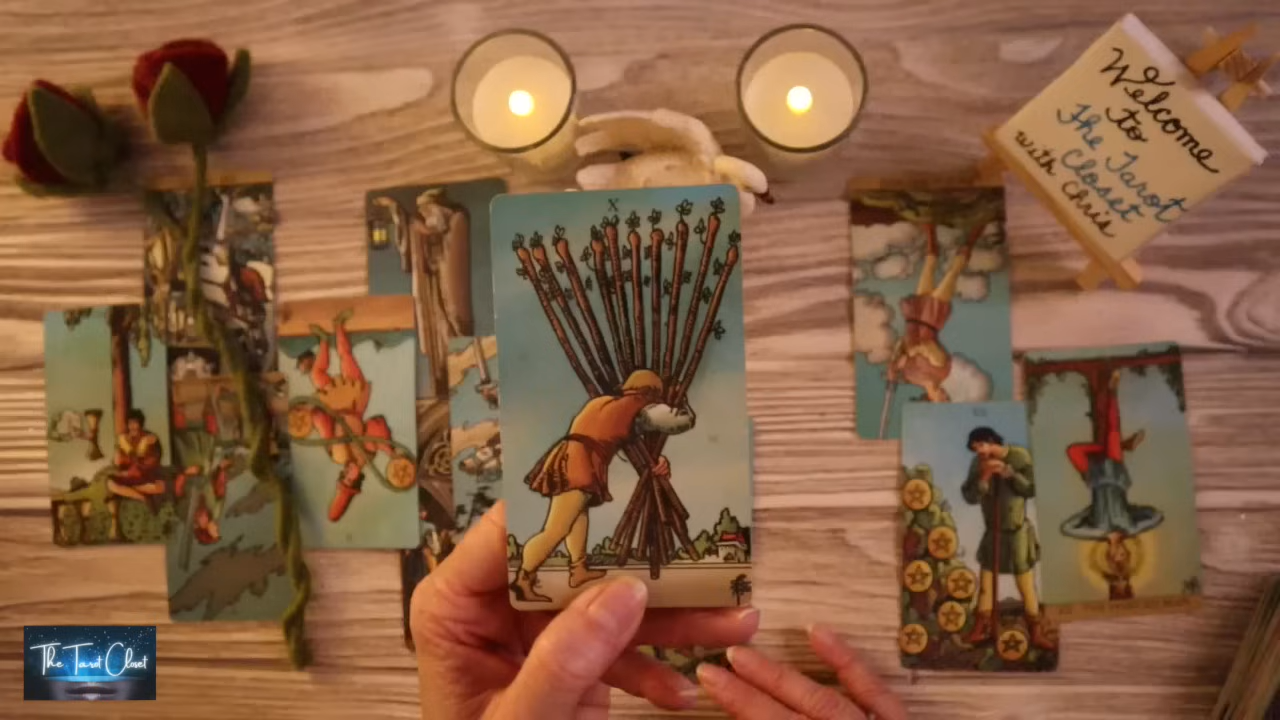 Welcome
to
The Tarot
Closet
with Chris
X
The Tarot Closet